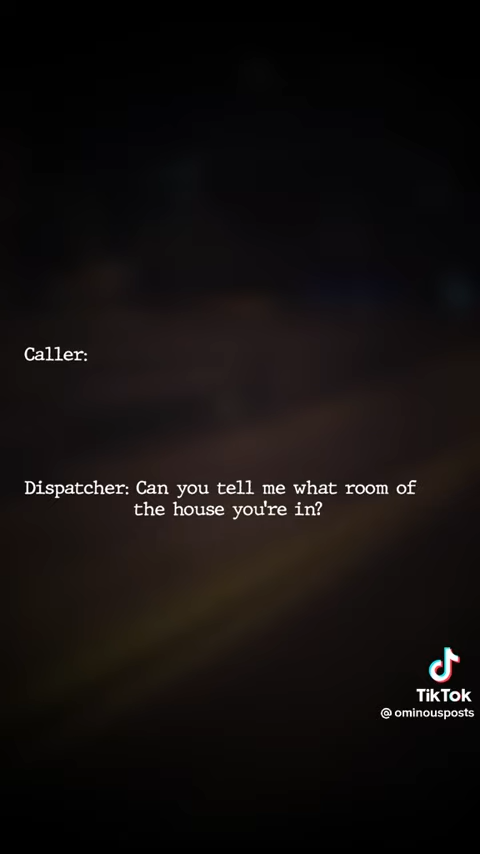 Caller:
Dispatcher: Can you tell me what room of
the house you're in?
TikTok
@ ominousposts